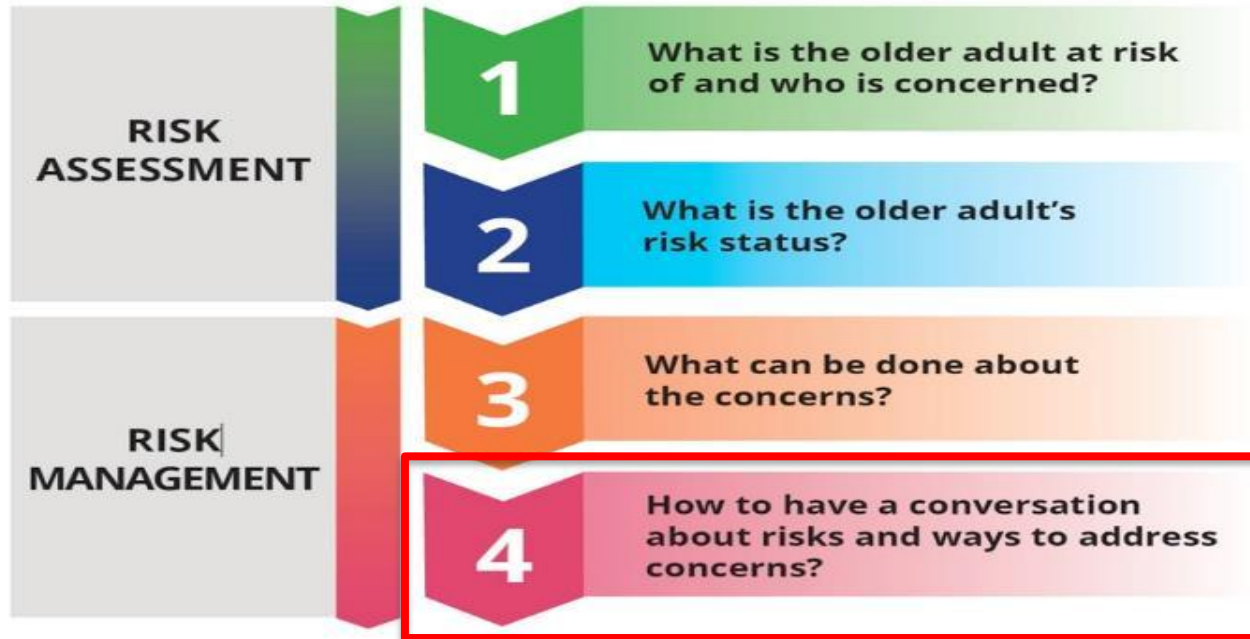 RISK
ASSESSMENT
1
What is the older adult at risk
of and who is concerned?
2
What is the older adult’s
risk status?
RISK
MANAGEMENT
3
What can be done about
the concerns?
4
How to have a conversation
about risks and ways to address
concerns?